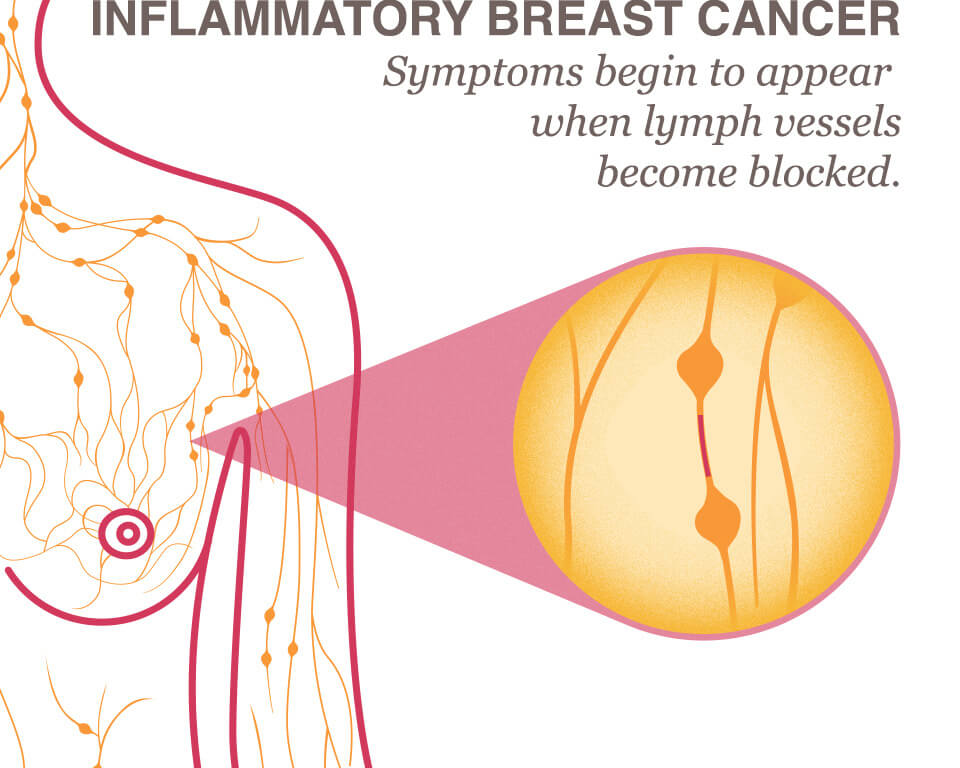 INFLAMMATORY BREAST CANCER
Symptoms begin to appear
when lymph vessels
become blocked.